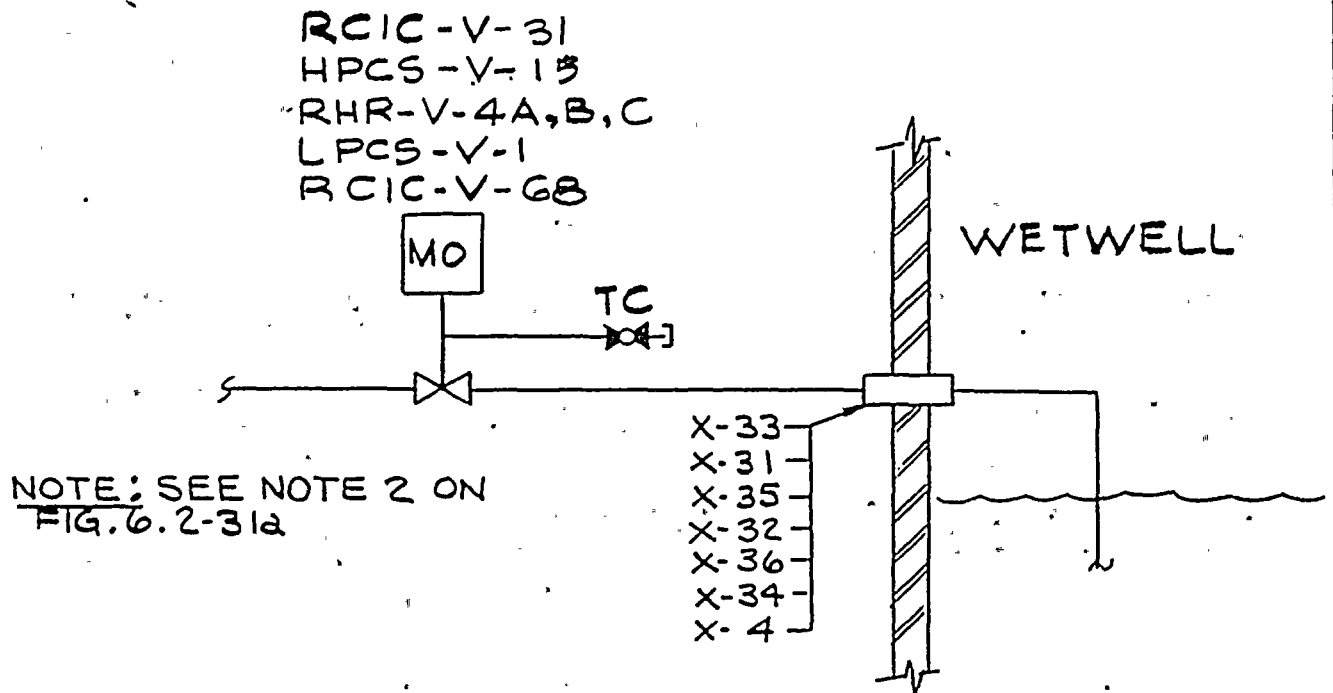 RCIC-V-31
HPCS-V-15
RHR-V-4A,B,C
LPCS-V-1
RCIC-V-68
MO
TC
WETWELL
X-33
X-31
X-35
X-32
X-36
X-34
X-4
NOTE: SEE NOTE 2 ON
FIG. 6.2-31a